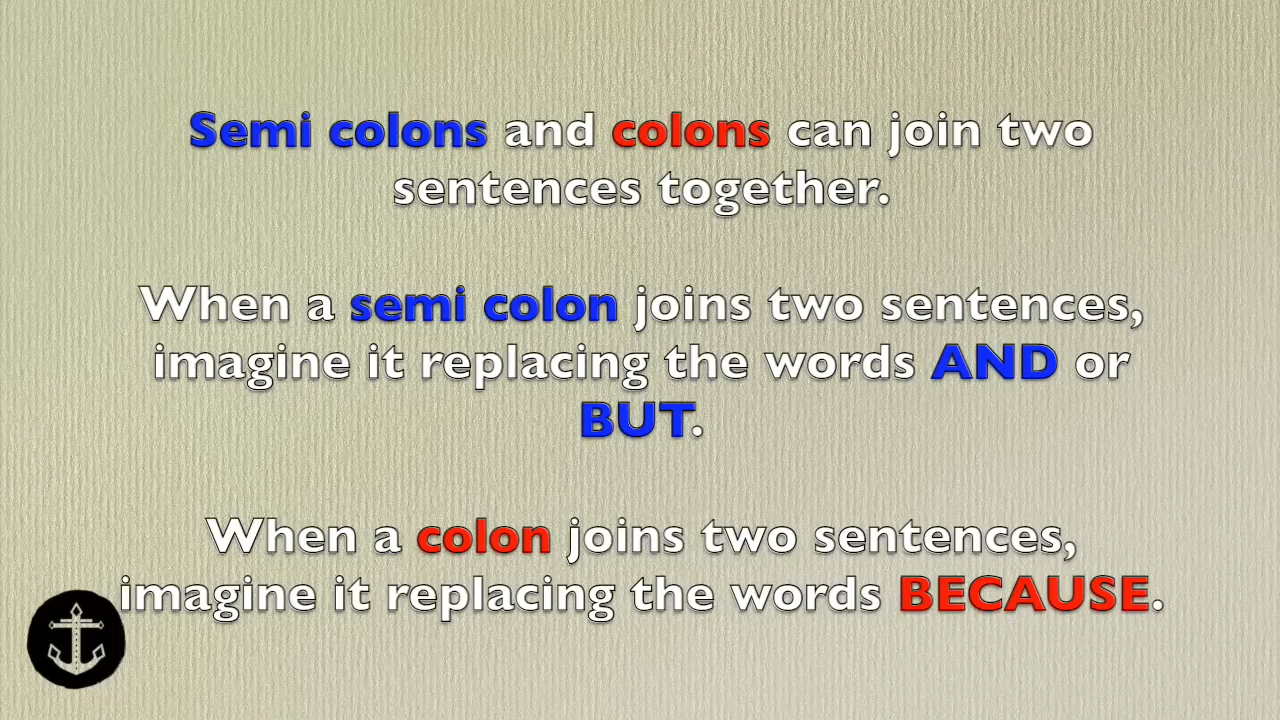 Semi colons and colons can join two
sentences together.
When a semi colon joins two sentences,
imagine it replacing the words AND or
BUT.
When a colon joins two sentences,
imagine it replacing the words BECAUSE.